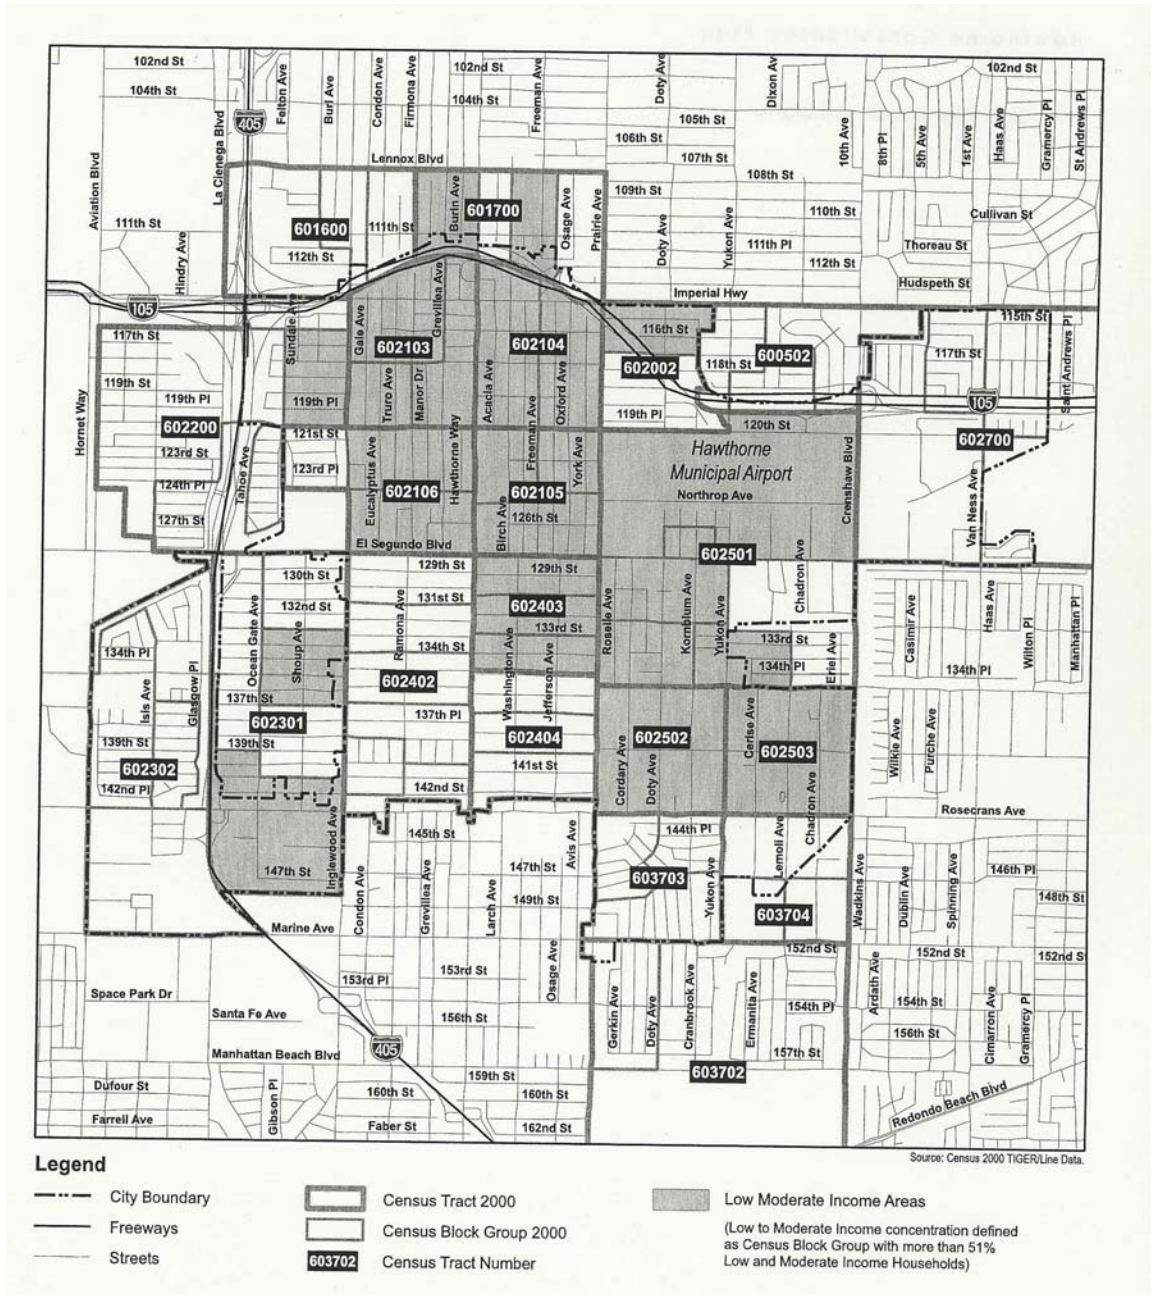 102nd St
104th St
Felton Ave
Burl Ave
Condon Ave
Firmona Ave
102nd St
104th St
Freeman Ave
Doty Ave
Dixon Av
102nd St
105th St
106th St
107th St
10th Ave
8th Pl
5th Ave
1st Ave
Haas Ave
Gramercy Pl
St Andrews Pl
405
La Cienega Blvd
Aviation Blvd
Lennox Blvd
108th St
109th St
110th St
Cullivan St
111th St
Hindry Ave
601600
111th St
112th St
Burin Ave
601700
Osage Ave
Prairie Ave
Doty Ave
Yukon Ave
111th Pl
112th St
Thoreau St
Hudspeth St
Imperial Hwy
105
117th St
Sundale Ave
Gale Ave
Grevillea Ave
602103
602104
116th St
602002
118th St
600502
115th St
117th St
Saint Andrews Pl
119th St
119th Pl
602200
123rd St
124th Pl
127th St
Hornet Way
Tahoe Ave
119th Pl
121st St
123rd Pl
Truro Ave
Manor Dr
Acacia Ave
Freeman Ave
Oxford Ave
119th Pl
120th St
105
602700
Hawthorne
Municipal Airport
Northrop Ave
Crenshaw Blvd
Van Ness Ave
Eucalyptus Ave
602106
Hawthorne Way
602105
York Ave
Birch Ave
126th St
El Segundo Blvd
602501
130th St
132nd St
129th St
131st St
129th St
602403
133rd St
Ocean Gate Ave
Shoup Ave
Ramona Ave
134th St
602402
Washington Ave
Jefferson Ave
Roselle Ave
Kornblum Ave
Yukon Ave
Chadron Ave
133rd St
134th Pl
Eriel Ave
Casimir Ave
Haas Ave
Wilton Pl
Manhattan Pl
134th Pl
134th Pl
Isis Ave
Glasgow Pl
137th St
602301
139th St
137th Pl
602404
141st St
142nd St
602502
Cordary Ave
Doty Ave
Cerise Ave
602503
Chadron Ave
Wilkie Ave
Purche Ave
139th St
602302
142nd Pl
Rosecrans Ave
Inglewood Ave
147th St
145th St
147th St
149th St
Avis Ave
144th Pl
603703
Lemoli Ave
603704
Yukon Ave
Wadkins Ave
Dublin Ave
Spinning Ave
146th Pl
148th St
Condon Ave
Grevillea Ave
Larch Ave
Marine Ave
152nd St
152nd St
152nd S
153rd Pl
153rd St
Osage Ave
Space Park Dr
Santa Fe Ave
156th St
Gerkin Ave
Doty Ave
Cranbrook Ave
Ermanita Ave
154th Pl
157th St
Ardath Ave
154th St
156th St
Cimarron Ave
Gramercy Pl
405
Manhattan Beach Blvd
159th St
603702
Dufour St
Farrell Ave
Gibson Pl
160th St
Faber St
160th St
162nd St
Redondo Beach Blvd
Source: Census 2000 TIGER/Line Data.
Legend
City Boundary
Freeways
Streets
Census Tract 2000
Census Block Group 2000
603702 Census Tract Number
Low Moderate Income Areas
(Low to Moderate Income concentration defined
as Census Block Group with more than 51%
Low and Moderate Income Households)